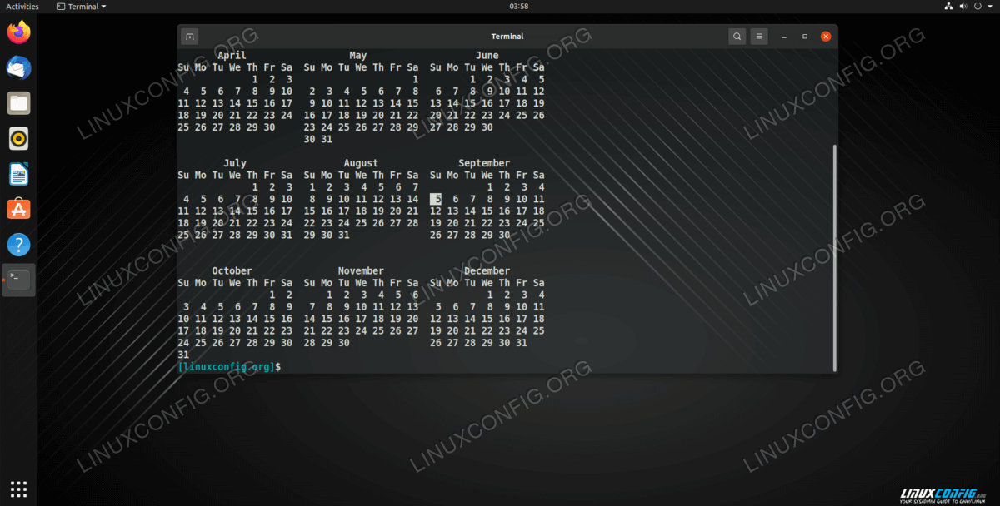 Activities Terminal 03:58
Terminal
April May June
Su Mo Tu We Th Fr Sa Su Mo Tu We Th Fr Sa Su Mo Tu We Th Fr Sa
1 2 3 1 1 2 3 4 5
4 5 6 7 8 9 10 2 3 4 5 6 7 8 6 7 8 9 10 11 12
11 12 13 14 15 16 17 9 10 11 12 13 14 15 13 14 15 16 17 18 19
18 19 20 21 22 23 24 16 17 18 19 20 21 22 20 21 22 23 24 25 26
25 26 27 28 29 30 23 24 25 26 27 28 29 27 28 29 30
30 31
July August September
Su Mo Tu We Th Fr Sa Su Mo Tu We Th Fr Sa Su Mo Tu We Th Fr Sa
1 2 3 1 2 3 4 5 6 7 1 2 3 4
4 5 6 7 8 9 10 8 9 10 11 12 13 14 5 6 7 8 9 10 11
11 12 13 14 15 16 17 15 16 17 18 19 20 21 12 13 14 15 16 17 18
18 19 20 21 22 23 24 22 23 24 25 26 27 28 19 20 21 22 23 24 25
25 26 27 28 29 30 31 29 30 31 26 27 28 29 30
October November December
Su Mo Tu We Th Fr Sa Su Mo Tu We Th Fr Sa Su Mo Tu We Th Fr Sa
1 2 1 2 3 4 5 6 1 2 3 4
3 4 5 6 7 8 9 7 8 9 10 11 12 13 5 6 7 8 9 10 11
10 11 12 13 14 15 16 14 15 16 17 18 19 20 12 13 14 15 16 17 18
17 18 19 20 21 22 23 21 22 23 24 25 26 27 19 20 21 22 23 24 25
24 25 26 27 28 29 30 28 29 30 26 27 28 29 30 31
31
[linuxconfig.org]$
LINUXCONFIG.ORG LINUXCONFIG.ORG LINUXCONFIG.ORG
LINUXCONFIG.ORG LINUXCONFIG.ORG LINUXCONFIG.ORG
LINUXCONFIG.ORG LINUXCONFIG.ORG LINUXCONFIG.ORG
LINUXCONFIG.ORG
YOUR SYSADMIN GUIDE TO GNU/LINUX